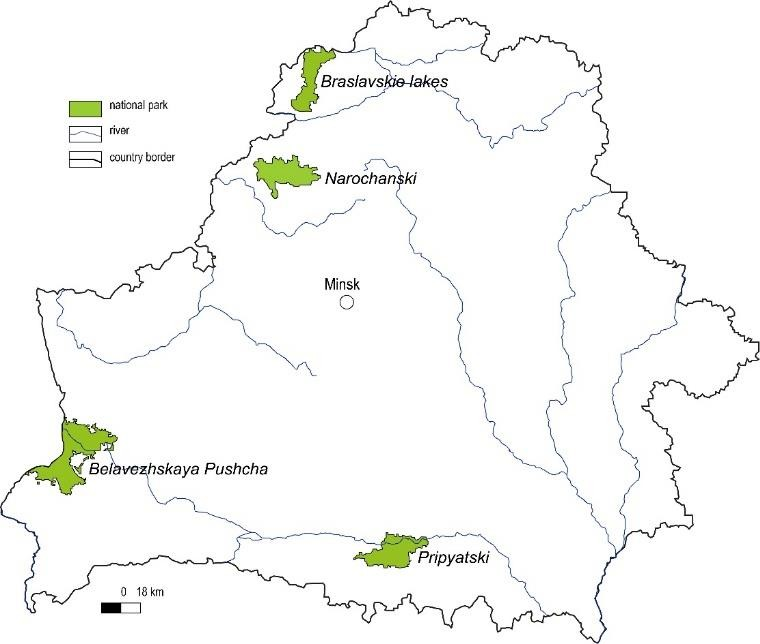 Braslavskie lakes
national park
river
country border
Narochanski
Minsk
Belavezhskaya Pushcha
Pripyatski
0 18 km